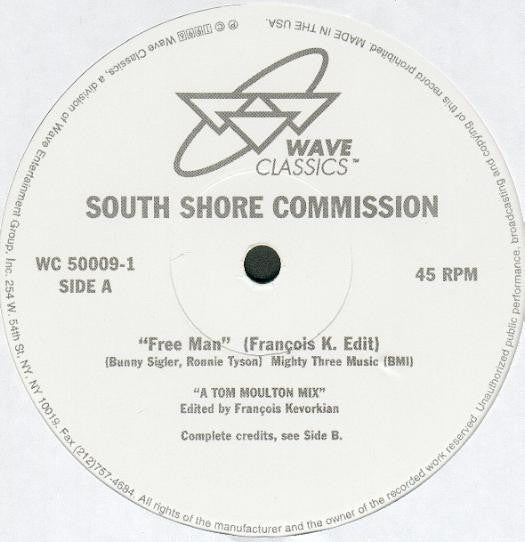 WAVE
CLASSICS™
SOUTH SHORE COMMISSION
WC 50009-1
SIDE A
45 RPM
"Free Man" (François K. Edit)
(Bunny Sigler, Ronnie Tyson) Mighty Three Music (BMI)
"A TOM MOULTON MIX"
Edited by François Kevorkian
Complete credits, see Side B.
Wave Classics, a division of Wave Entertainment Group, Inc. 254 W. 54th St. NY, NY 10019. Fax (212)757-4684. All rights of the manufacturer and the owner of the recorded work reserved. Unauthorized public performance, broadcasting and copying of this record prohibited. MADE IN THE USA.
℗ ©